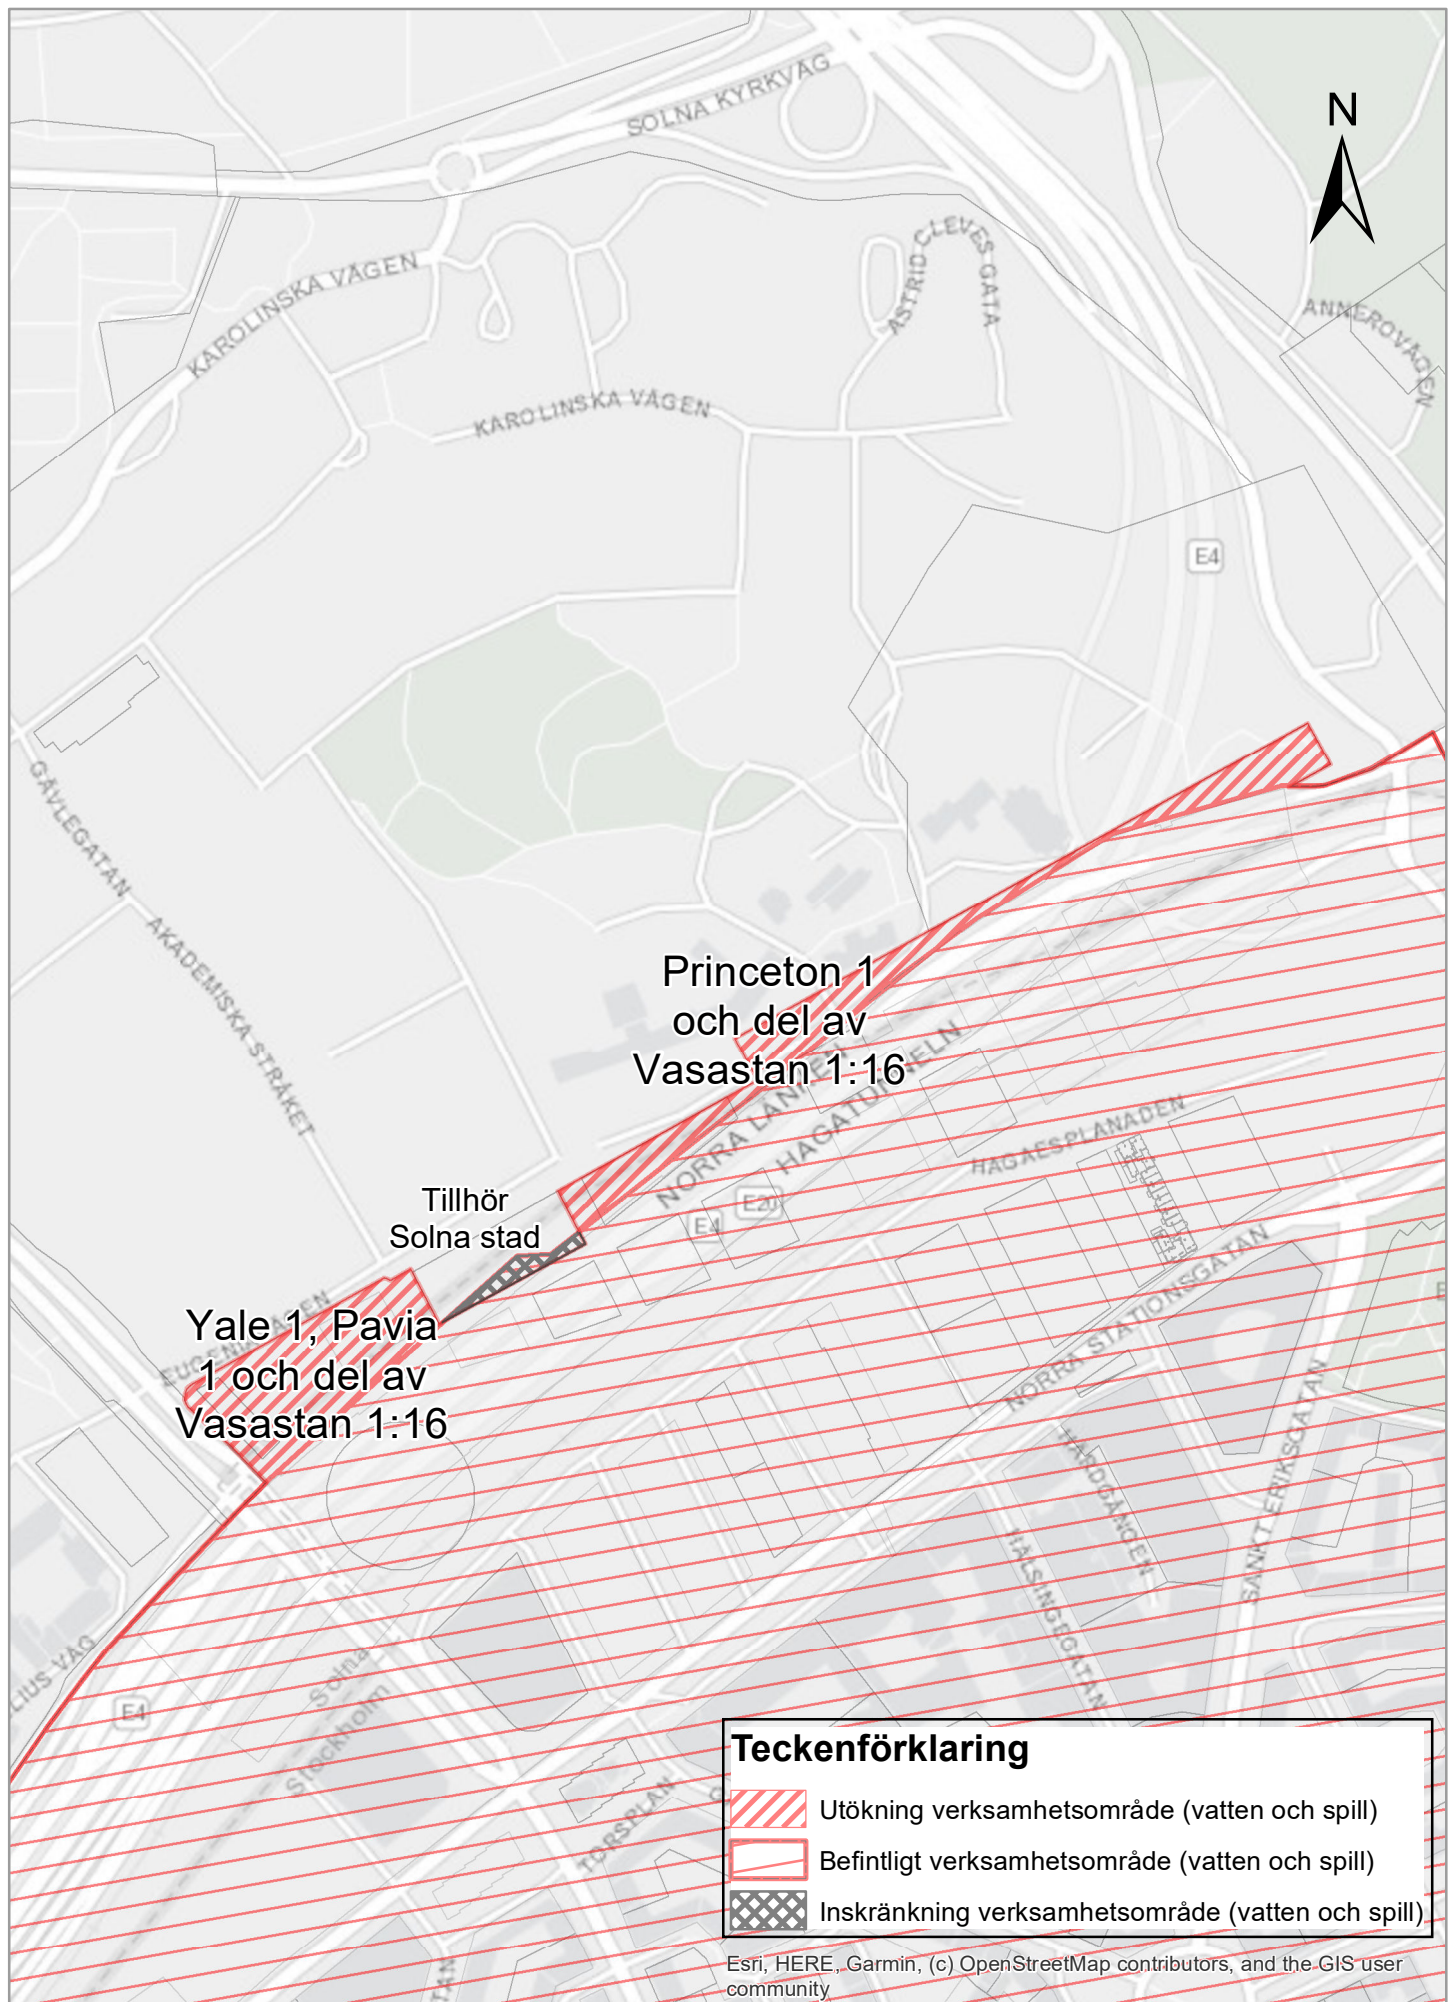 SOLNA KYRKVÄG
N
KAROLINSKA VÄGEN
ASTRID CLEVES GATA
ANNEROVÄGEN
KAROLINSKA VÄGEN
E4
GÄVLEGATAN
AKADEMISKA STRÅKET
Princeton 1
och del av
Vasastan 1:16
NORRA LÄNKEN
HAGATUNNELN
HAGAESPLANADEN
Tillhör
Solna stad
E20
E4
EUGENIAVÄGEN
Yale 1, Pavia
1 och del av
Vasastan 1:16
NORRA STATIONSGATAN
SANKT ERIKSGATAN
HÄRDGÅNGEN
HÄLSINGEGATAN
LIUS VÄG
E4
Solna
Stockholm
TORSPLAN
TAN
Teckenförklaring
Utökning verksamhetsområde (vatten och spill)
Befintligt verksamhetsområde (vatten och spill)
Inskränkning verksamhetsområde (vatten och spill)
Esri, HERE, Garmin, (c) OpenStreetMap contributors, and the GIS user
community